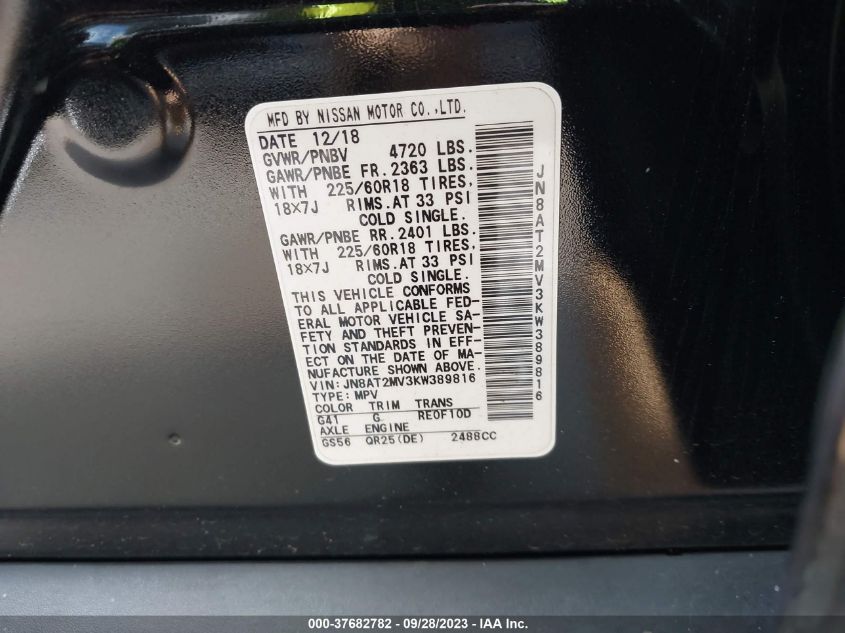 MFD BY NISSAN MOTOR CO.,LTD.
DATE 12/18
GVWR/PNBV 4720 LBS.
GAWR/PNBE FR.2363 LBS.
WITH 225/60R18 TIRES,
18×7J RIMS.AT 33 PSI
COLD SINGLE.
GAWR/PNBE RR.2401 LBS.
WITH 225/60R18 TIRES,
18×7J RIMS.AT 33 PSI
COLD SINGLE.
THIS VEHICLE CONFORMS
TO ALL APPLICABLE FED-
ERAL MOTOR VEHICLE SA-
FETY AND THEFT PREVEN-
TION STANDARDS IN EFF-
ECT ON THE DATE OF MA-
NUFACTURE SHOWN ABOVE.
VIN:JN8AT2MV3KW389816
TYPE:MPV
COLOR TRIM TRANS
G41 G RE0F10D
AXLE ENGINE
GS56 QR25(DE) 2488CC
JN8AT2MV3KW389816
000-37682782 - 09/28/2023 - IAA Inc.